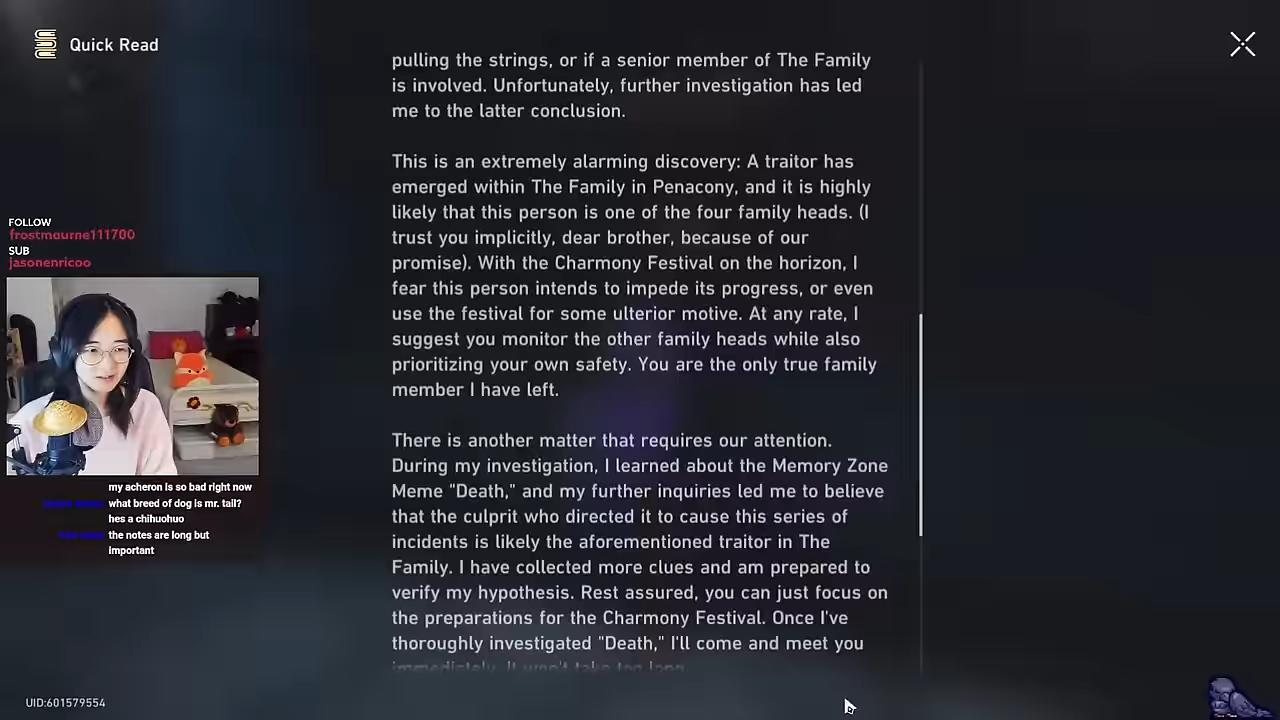 Quick Read
pulling the strings, or if a senior member of The Family
is involved. Unfortunately, further investigation has led
me to the latter conclusion.
This is an extremely alarming discovery: A traitor has
emerged within The Family in Penacony, and it is highly
likely that this person is one of the four family heads. (I
trust you implicitly, dear brother, because of our
promise). With the Charmony Festival on the horizon, I
fear this person intends to impede its progress, or even
use the festival for some ulterior motive. At any rate, I
suggest you monitor the other family heads while also
prioritizing your own safety. You are the only true family
member I have left.
There is another matter that requires our attention.
During my investigation, I learned about the Memory Zone
Meme "Death," and my further inquiries led me to believe
that the culprit who directed it to cause this series of
incidents is likely the aforementioned traitor in The
Family. I have collected more clues and am prepared to
verify my hypothesis. Rest assured, you can just focus on
the preparations for the Charmony Festival. Once I've
thoroughly investigated "Death," I'll come and meet you
immediately. It won't take too long.
FOLLOW
frostmourne111700
SUB
jasonenricoo
my acheron is so bad right now
what breed of dog is mr. tail?
hes a chihuohuo
the notes are long but
important
UID:601579554